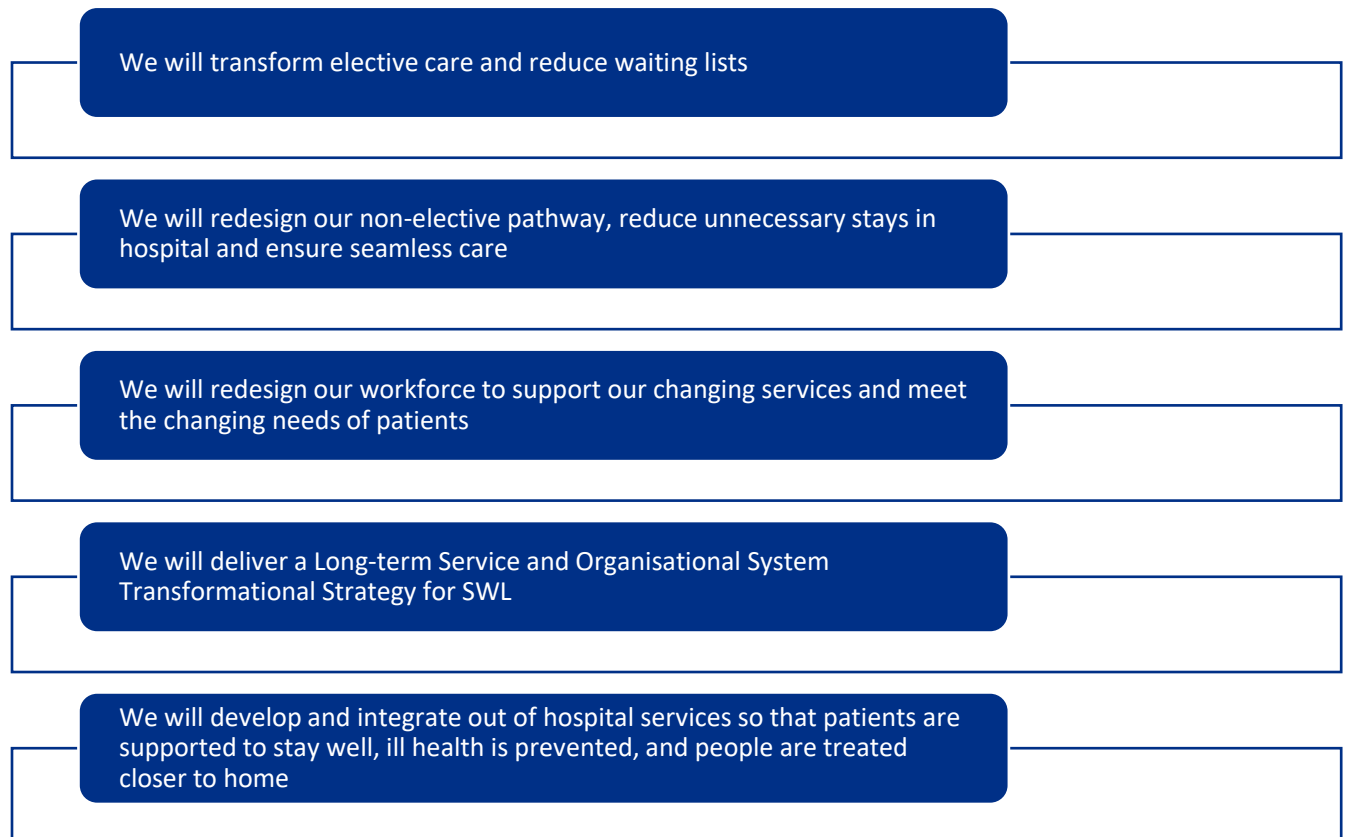 We will transform elective care and reduce waiting lists
We will redesign our non-elective pathway, reduce unnecessary stays in
hospital and ensure seamless care
We will redesign our workforce to support our changing services and meet
the changing needs of patients
We will deliver a Long-term Service and Organisational System
Transformational Strategy for SWL
We will develop and integrate out of hospital services so that patients are
supported to stay well, ill health is prevented, and people are treated
closer to home